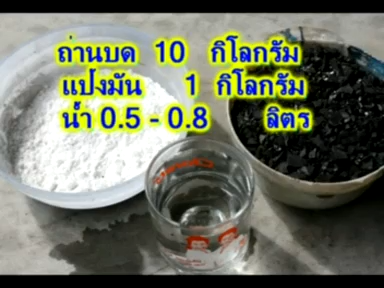 ถ่านบด 10 กิโลกรัม
แป้งมัน 1 กิโลกรัม
น้ำ 0.5 - 0.8 ลิตร